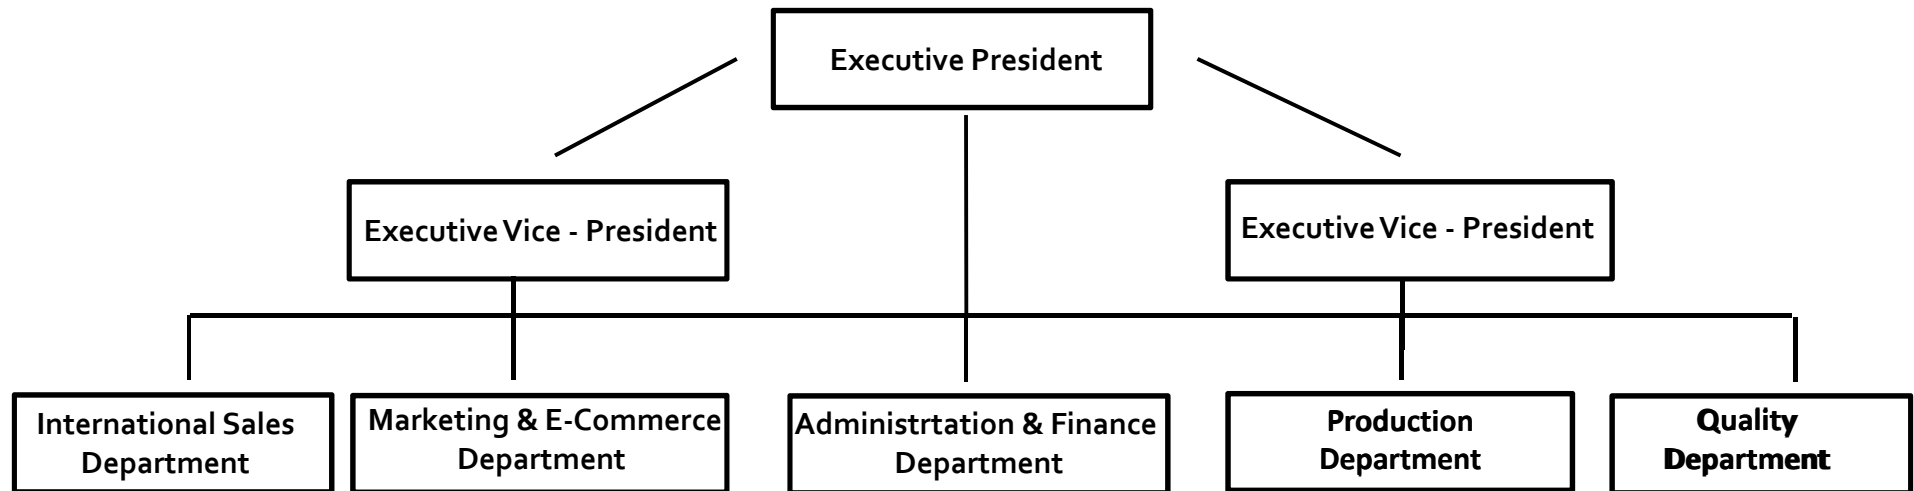 Executive President
Executive Vice - President
Executive Vice - President
International Sales
Department
Marketing & E-Commerce
Department
Administrtation & Finance
Department
Production
Department
Quality
Department